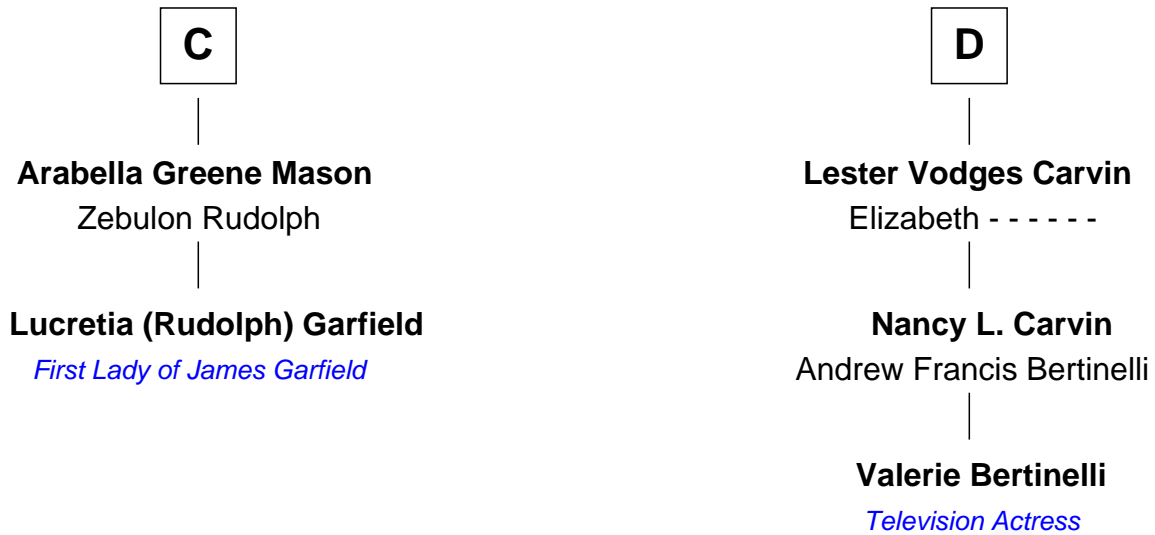 C
Arabella Greene Mason
Zebulon Rudolph
Lucretia (Rudolph) Garfield
First Lady of James Garfield
D
Lester Vodges Carvin
Elizabeth - - - - - -
Nancy L. Carvin
Andrew Francis Bertinelli
Valerie Bertinelli
Television Actress